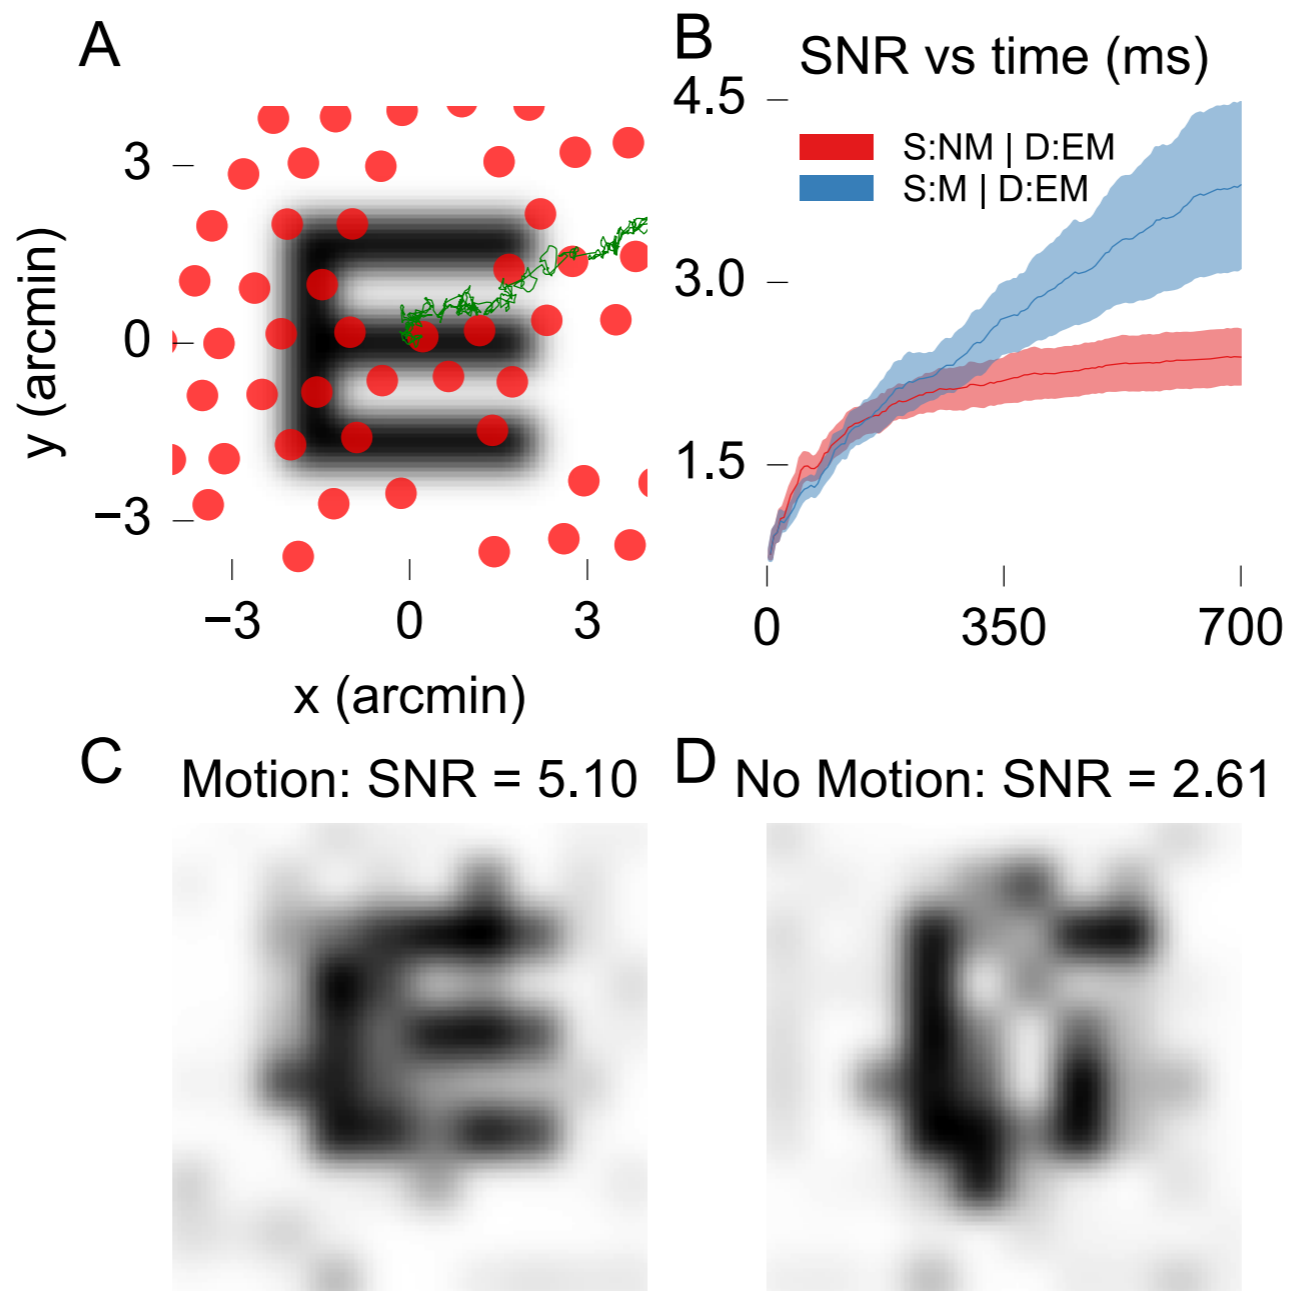 A
3
0
−3
y (arcmin)
−3 0 3
x (arcmin)
B
SNR vs time (ms)
4.5
3.0
1.5
S:NM | D:EM
S:M | D:EM
0 350 700
C
Motion: SNR = 5.10
E
D
No Motion: SNR = 2.61